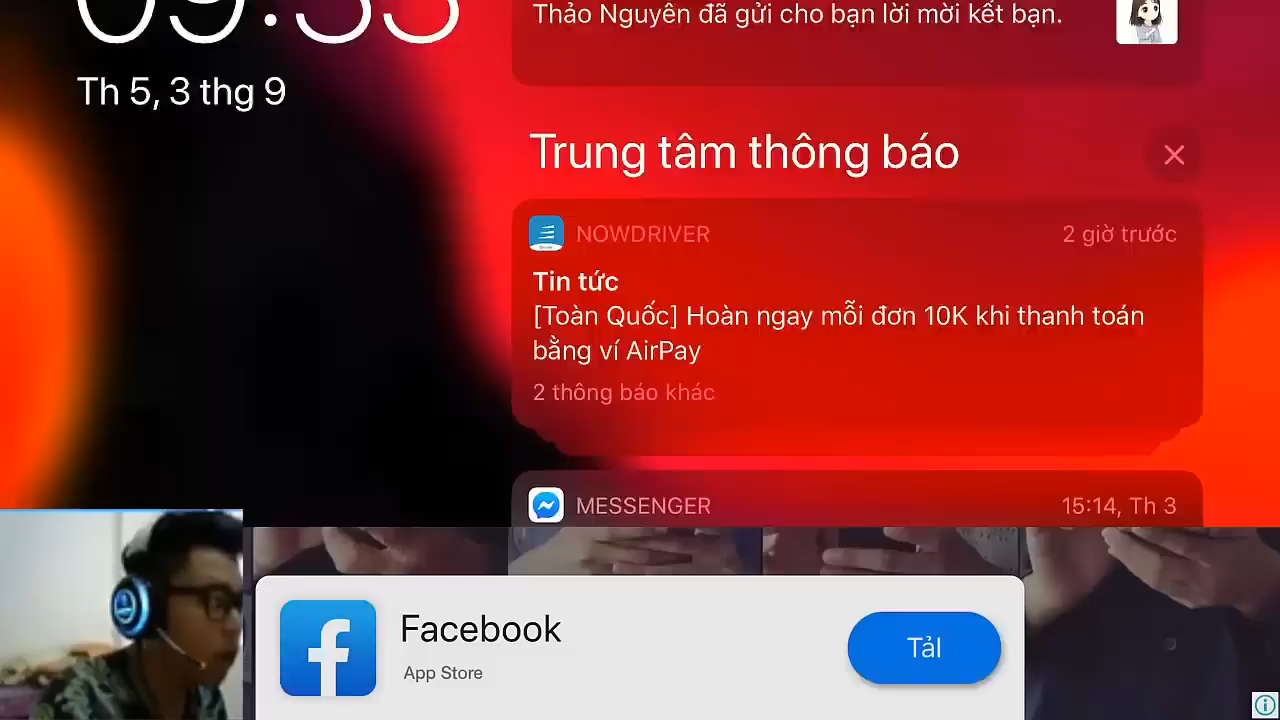 09:35
Th 5, 3 thg 9
Thảo Nguyên đã gửi cho bạn lời mời kết bạn.
Trung tâm thông báo
NOWDRIVER
2 giờ trước
Tin tức
[Toàn Quốc] Hoàn ngay mỗi đơn 10K khi thanh toán
bằng ví AirPay
2 thông báo khác
MESSENGER
15:14, Th 3
Facebook
App Store
Tải